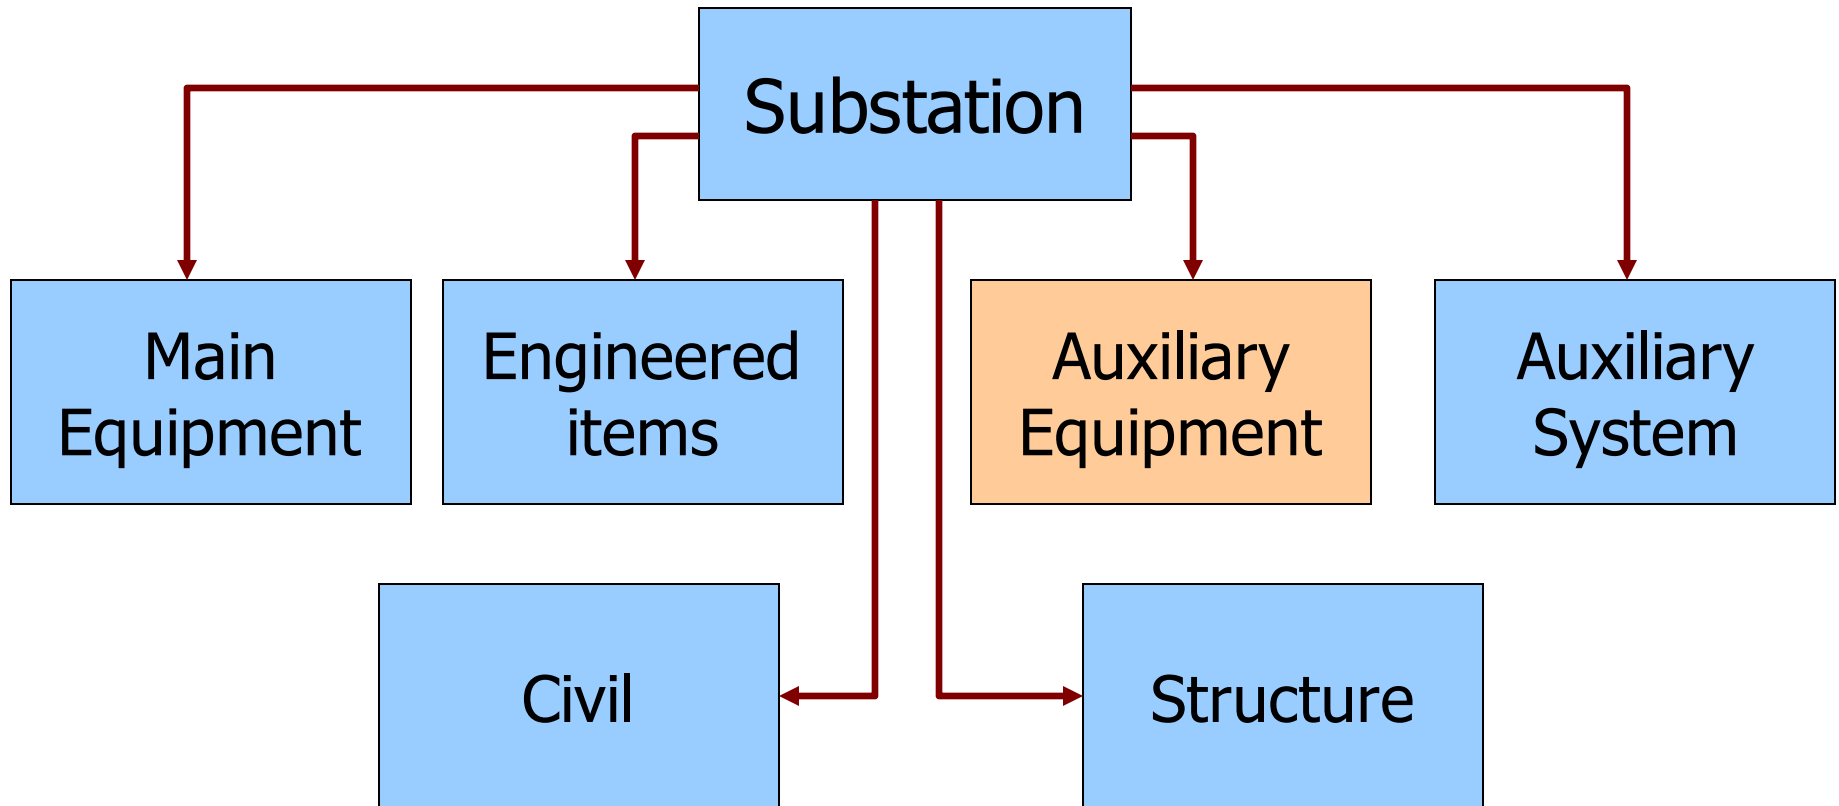 Substation
Main
Equipment
Engineered
items
Auxiliary
Equipment
Auxiliary
System
Civil
Structure